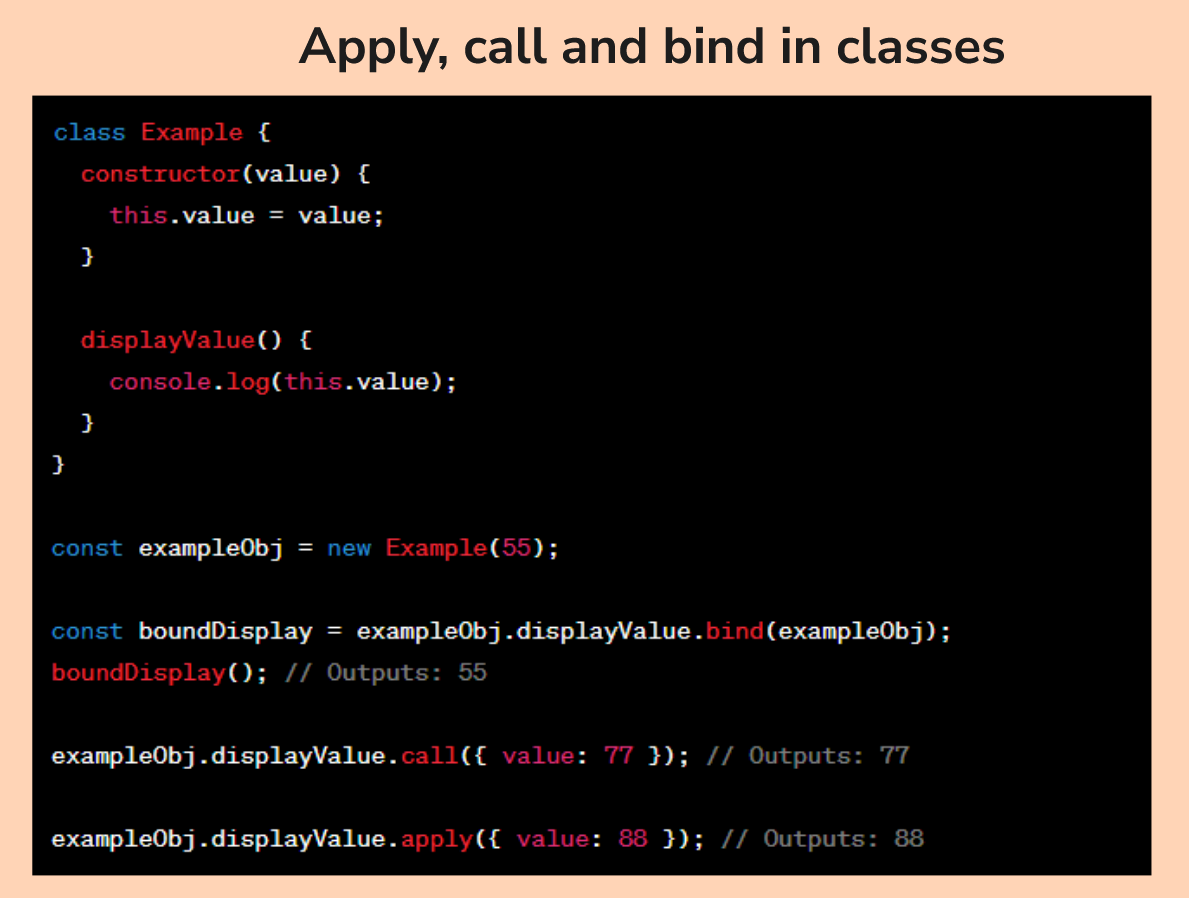 Apply, call and bind in classes
class Example {
  constructor(value) {
    this.value = value;
  }
  displayValue() {
    console.log(this.value);
  }
}
const exampleObj = new Example(55);
const boundDisplay = exampleObj.displayValue.bind(exampleObj);
boundDisplay(); // Outputs: 55
exampleObj.displayValue.call({ value: 77 }); // Outputs: 77
exampleObj.displayValue.apply({ value: 88 }); // Outputs: 88